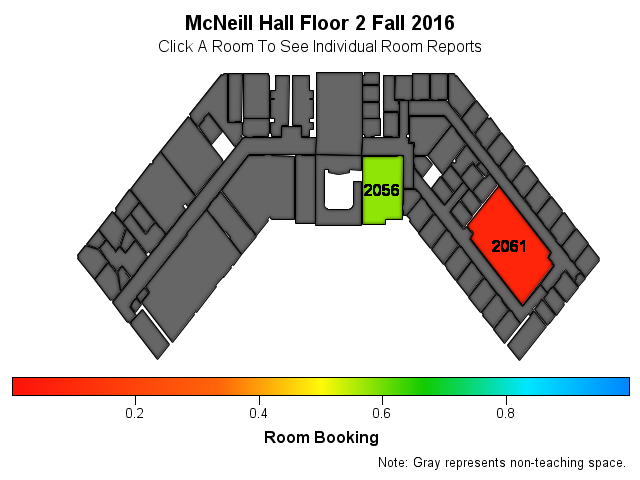 McNeill Hall Floor 2 Fall 2016
Click A Room To See Individual Room Reports
2056
2061
0.2 0.4 0.6 0.8
Room Booking
Note: Gray represents non-teaching space.